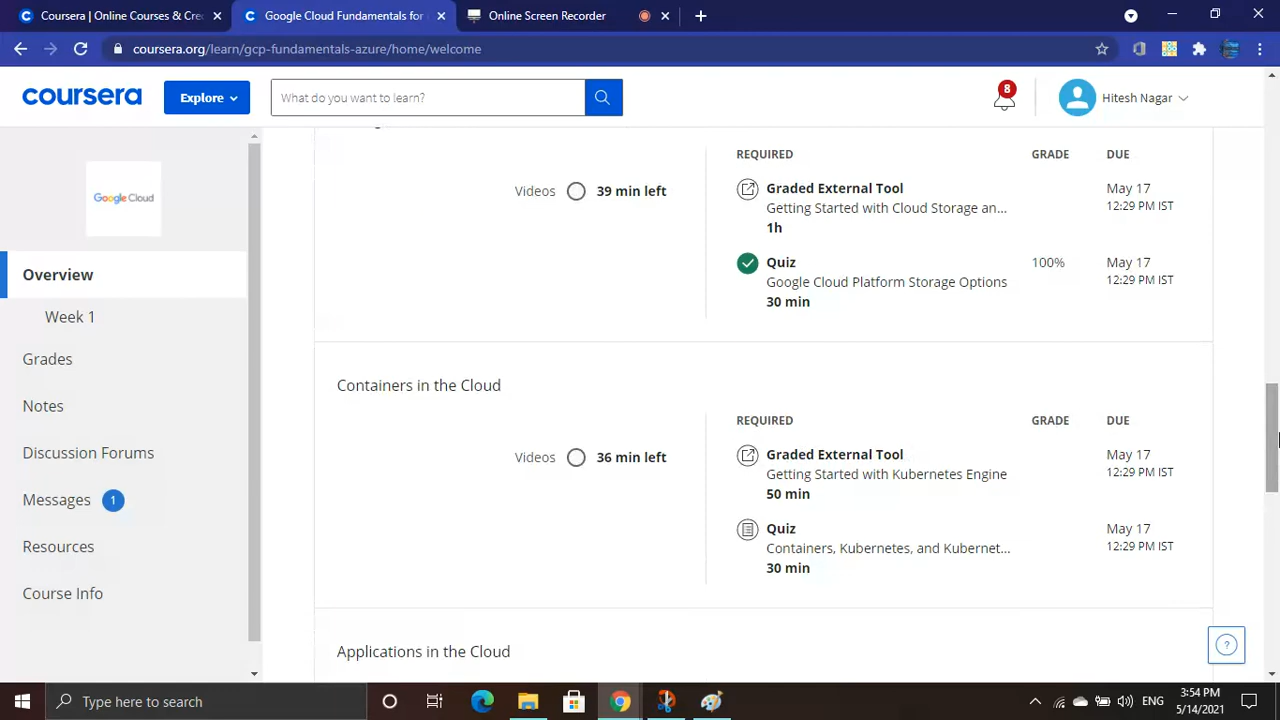 Coursera | Online Courses & Cre
Google Cloud Fundamentals for
Online Screen Recorder
coursera.org/learn/gcp-fundamentals-azure/home/welcome
coursera
Explore
What do you want to learn?
8
Hitesh Nagar
Google Cloud
Overview
Week 1
Grades
Notes
Discussion Forums
Messages 1
Resources
Course Info
REQUIRED GRADE DUE
Videos 39 min left
Graded External Tool May 17
Getting Started with Cloud Storage an... 12:29 PM IST
1h
Quiz 100% May 17
Google Cloud Platform Storage Options 12:29 PM IST
30 min
Containers in the Cloud
REQUIRED GRADE DUE
Videos 36 min left
Graded External Tool May 17
Getting Started with Kubernetes Engine 12:29 PM IST
50 min
Quiz May 17
Containers, Kubernetes, and Kubernet... 12:29 PM IST
30 min
Applications in the Cloud
?
Type here to search
ENG
3:54 PM
5/14/2021